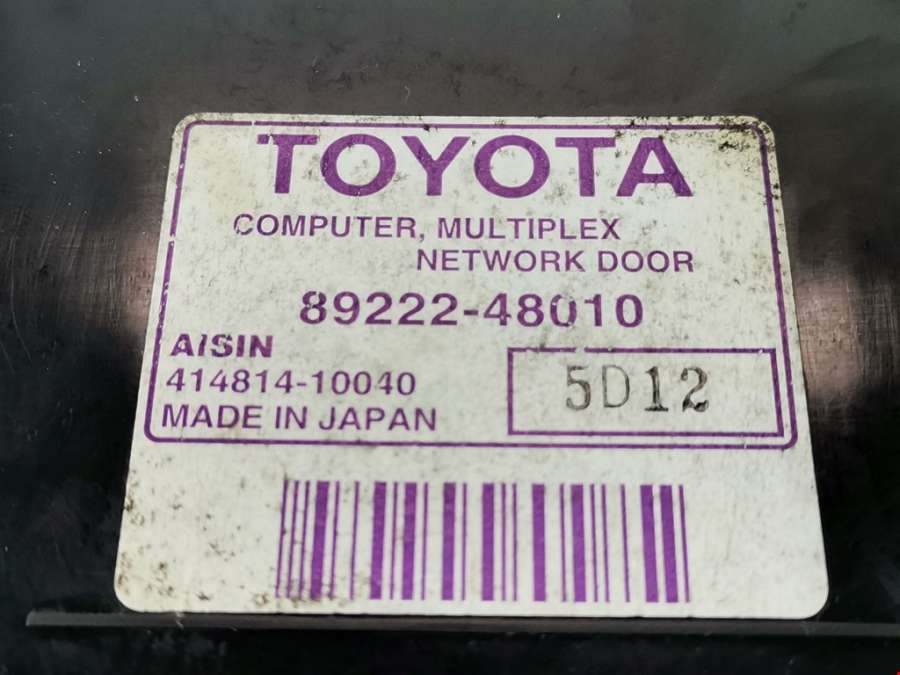 TOYOTA
COMPUTER, MULTIPLEX
NETWORK DOOR
89222-48010
AISIN
414814-10040
MADE IN JAPAN
5D12